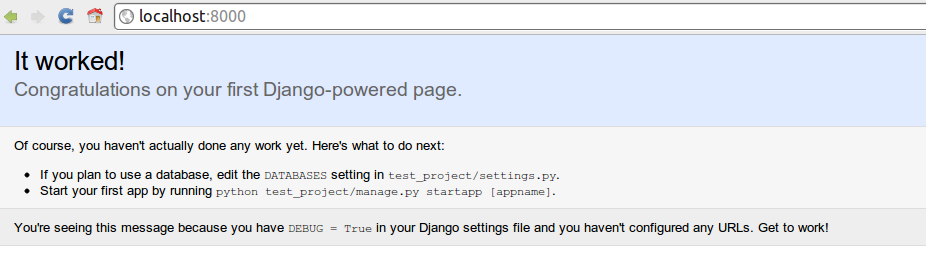 localhost:8000
It worked!
Congratulations on your first Django-powered page.
Of course, you haven't actually done any work yet. Here's what to do next:
If you plan to use a database, edit the DATABASES setting in test_project/settings.py.
Start your first app by running python test_project/manage.py startapp [appname].
You're seeing this message because you have DEBUG = True in your Django settings file and you haven't configured any URLs. Get to work!